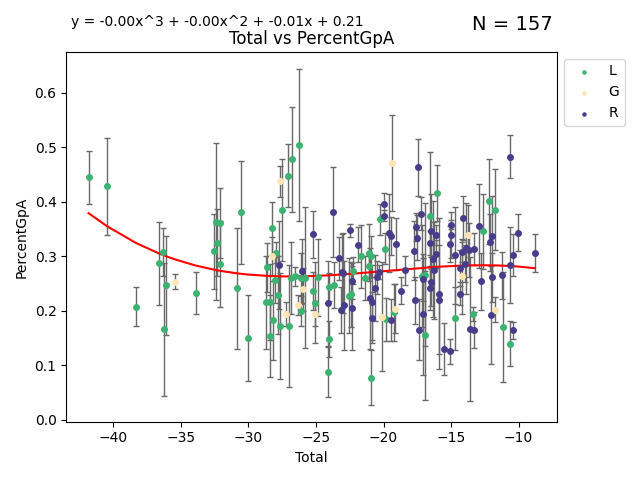 y = -0.00x^3 + -0.00x^2 + -0.01x + 0.21
N = 157
Total vs PercentGpA
L
G
R
PercentGpA
0.6
0.5
0.4
0.3
0.2
0.1
0.0
−40
−35
−30
−25
−20
−15
−10
Total